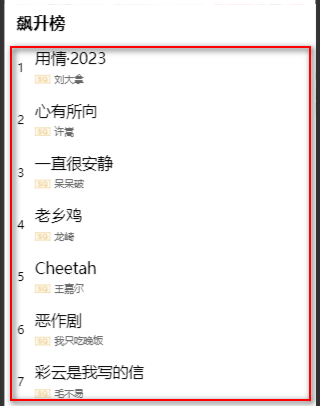 飙升榜
1 用情·2023
SQ 刘大拿
2 心有所向
SQ 许嵩
3 一直很安静
SQ 呆呆破
4 老乡鸡
SQ 龙崎
5 Cheetah
SQ 王嘉尔
6 恶作剧
SQ 我只吃晚饭
7 彩云是我写的信
SQ 毛不易